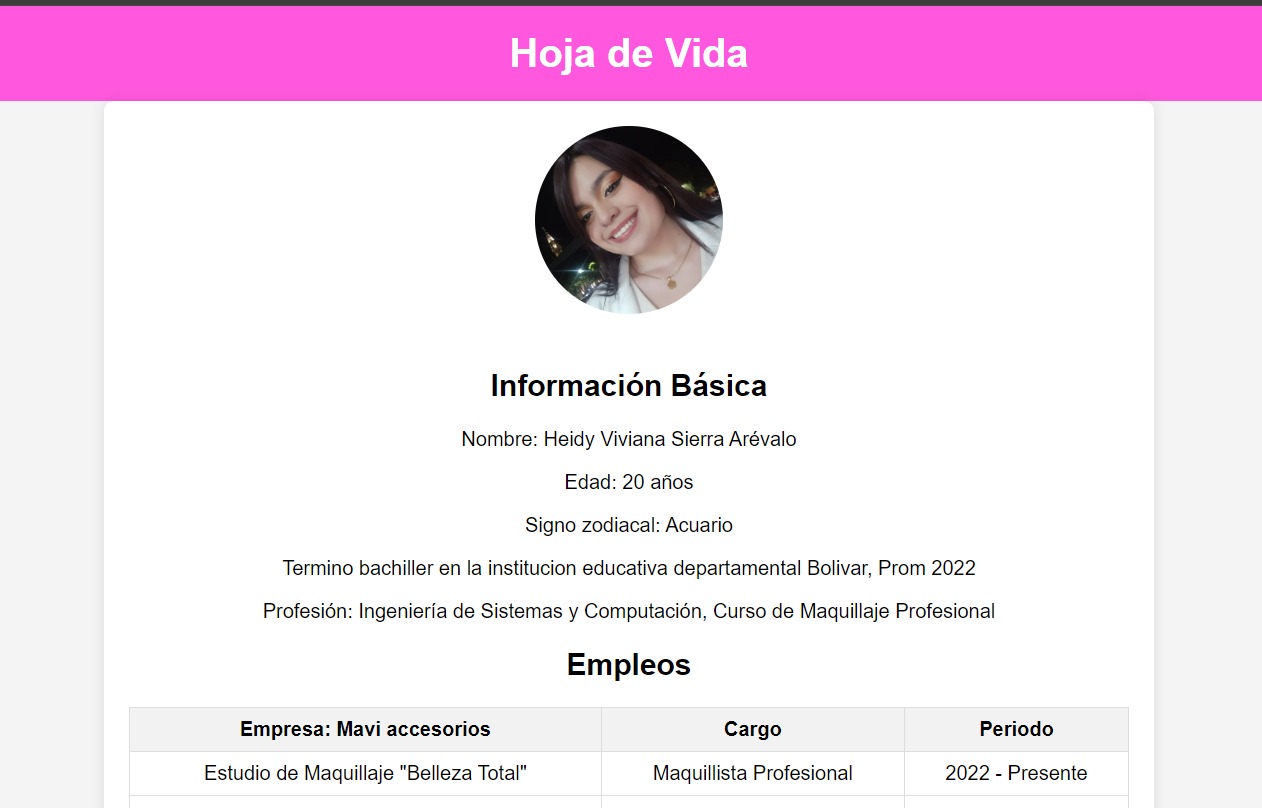 Hoja de Vida
Información Básica
Nombre: Heidy Viviana Sierra Arévalo
Edad: 20 años
Signo zodiacal: Acuario
Termino bachiller en la institucion educativa departamental Bolivar, Prom 2022
Profesión: Ingeniería de Sistemas y Computación, Curso de Maquillaje Profesional
Empleos
Empresa: Mavi accesorios Cargo Periodo
Estudio de Maquillaje "Belleza Total" Maquillista Profesional 2022 - Presente